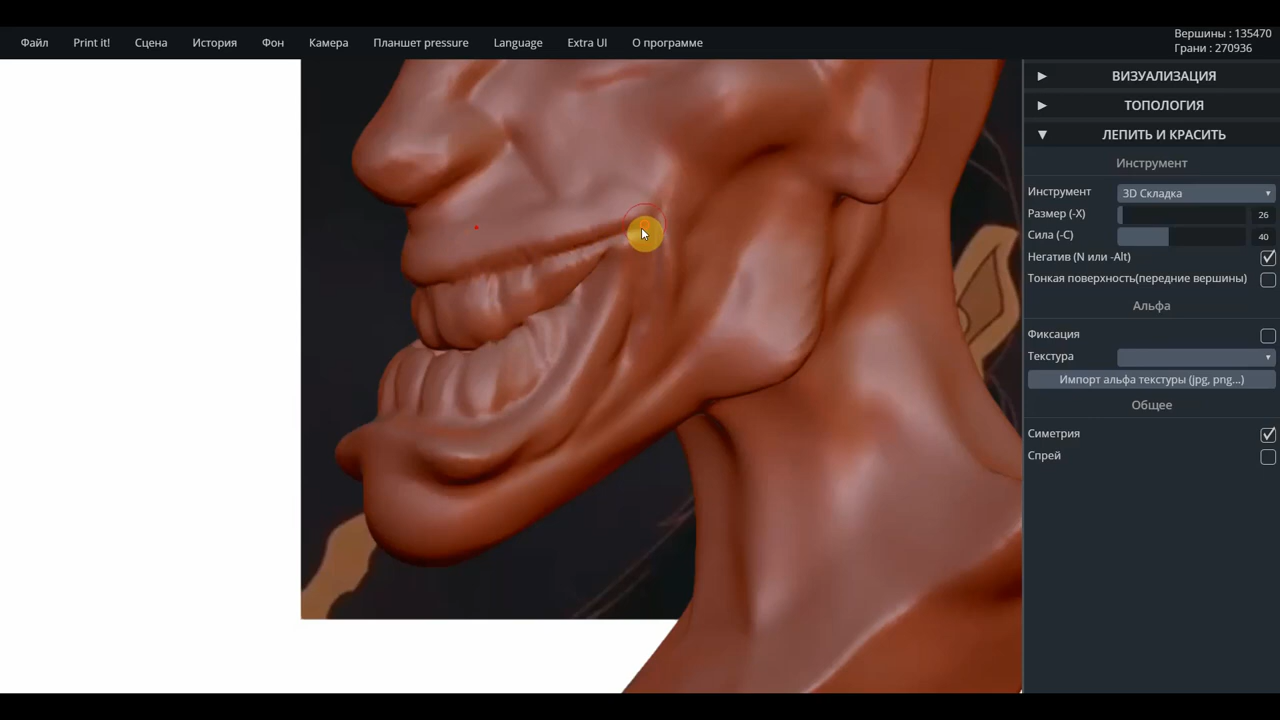 Файл Print it! Сцена История Фон Камера Планшет pressure Language Extra UI О программе
Вершины : 135470
Грани : 270936
ВИЗУАЛИЗАЦИЯ
ТОПОЛОГИЯ
ЛЕПИТЬ И КРАСИТЬ
Инструмент
Инструмент 3D Складка
Размер (-X) 26
Сила (-C) 40
Негатив (N или -Alt)
Тонкая поверхность(передние вершины)
Альфа
Фиксация
Текстура
Импорт альфа текстуры (jpg, png...)
Общее
Симетрия
Спрей